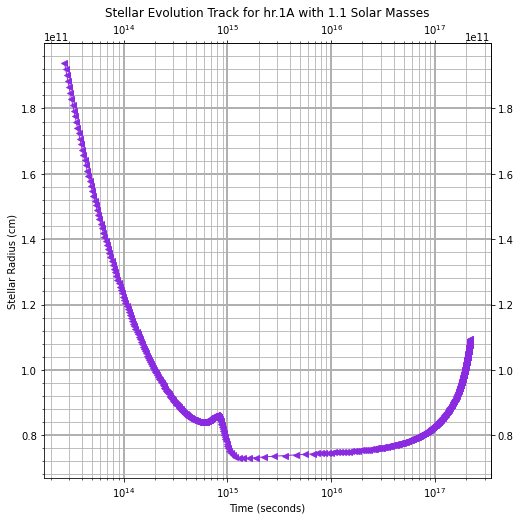 Stellar Evolution Track for hr.1A with 1.1 Solar Masses
1e11 10^14 10^15 10^16 10^17 1e11
1.8 1.8
1.6 1.6
1.4 1.4
1.2 1.2
1.0 1.0
0.8 0.8
Stellar Radius (cm)
10^14 10^15 10^16 10^17
Time (seconds)